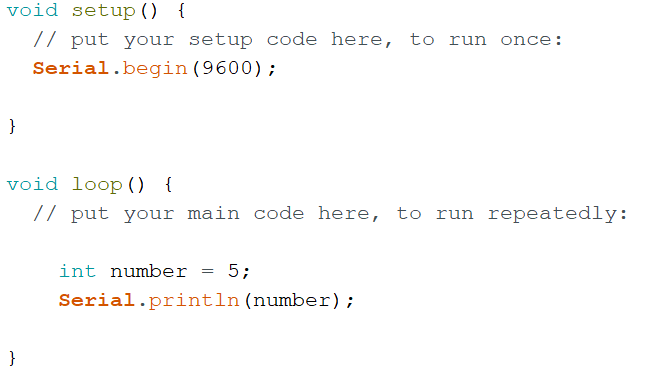 void setup() {
  // put your setup code here, to run once:
  Serial.begin(9600);
}
void loop() {
  // put your main code here, to run repeatedly:
    int number = 5;
    Serial.println(number);
}